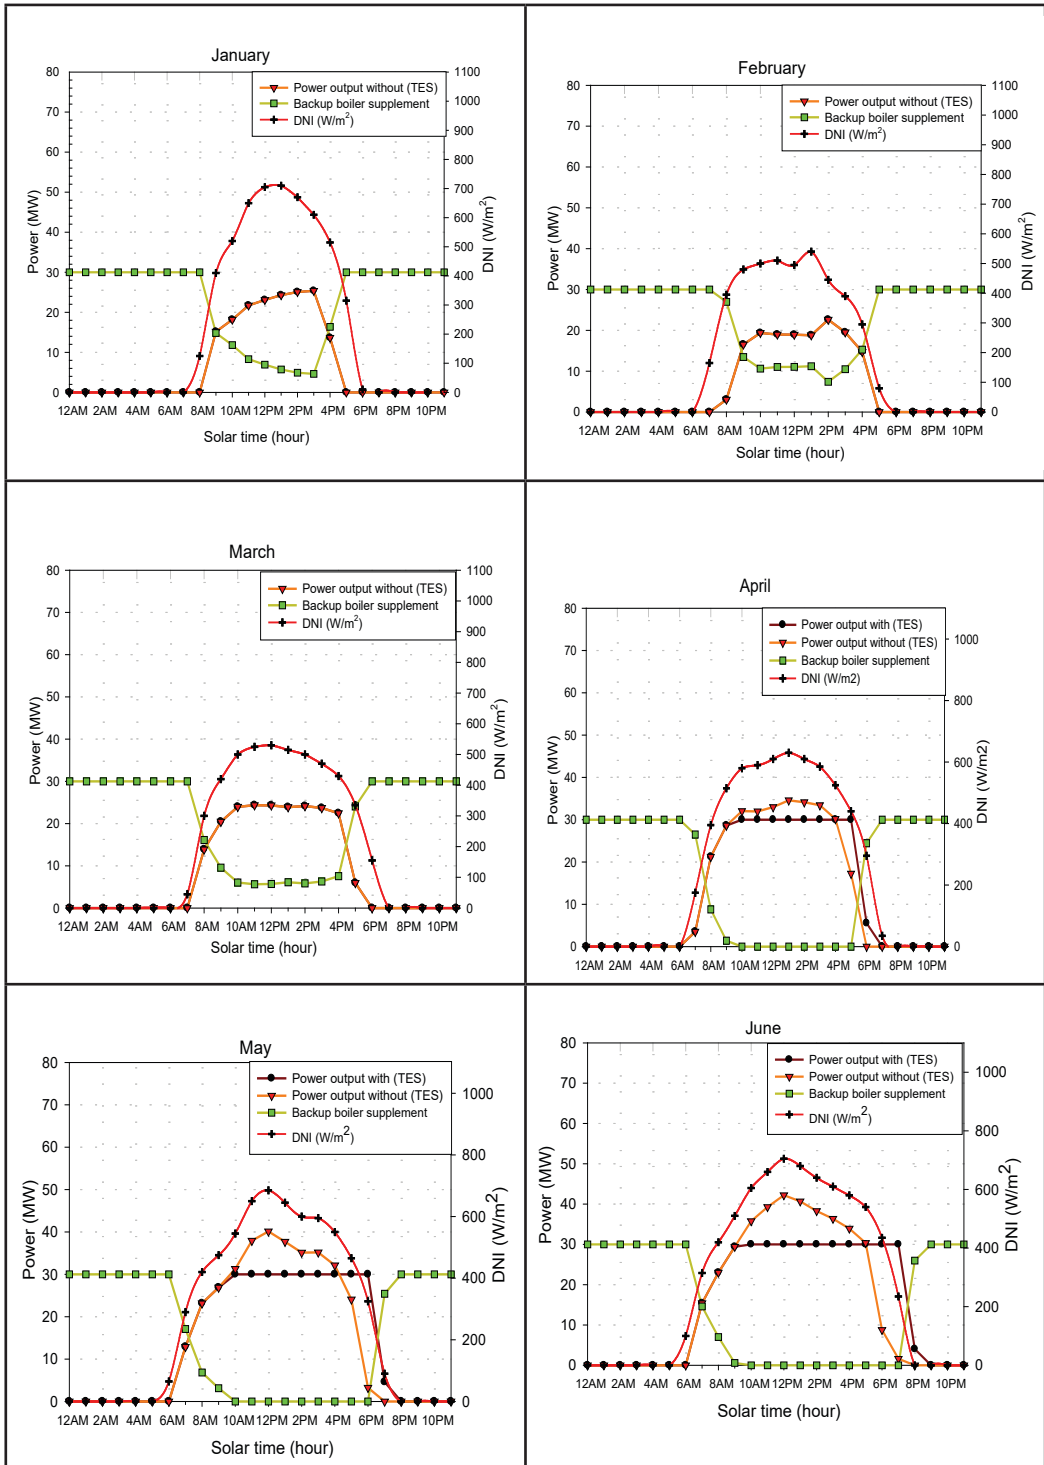 January
80 70 60 50 40 30 20 10 0
Power (MW)
Power output without (TES)
Backup boiler supplement
DNI (W/m²)
1100 1000 900 800 700 600 500 400 300 200 100 0
DNI (W/m²)
12AM 2AM 4AM 6AM 8AM 10AM 12PM 2PM 4PM 6PM 8PM 10PM
Solar time (hour)
February
80 70 60 50 40 30 20 10 0
Power (MW)
Power output without (TES)
Backup boiler supplement
DNI (W/m²)
1100 1000 900 800 700 600 500 400 300 200 100 0
DNI (W/m²)
12AM 2AM 4AM 6AM 8AM 10AM 12PM 2PM 4PM 6PM 8PM 10PM
Solar time (hour)
March
80 70 60 50 40 30 20 10 0
Power (MW)
Power output without (TES)
Backup boiler supplement
DNI (W/m²)
1100 1000 900 800 700 600 500 400 300 200 100 0
DNI (W/m²)
12AM 2AM 4AM 6AM 8AM 10AM 12PM 2PM 4PM 6PM 8PM 10PM
Solar time (hour)
April
80 70 60 50 40 30 20 10 0
Power (MW)
Power output with (TES)
Power output without (TES)
Backup boiler supplement
DNI (W/m2)
1000 800 600 400 200 0
DNI (W/m2)
12AM 2AM 4AM 6AM 8AM 10AM 12PM 2PM 4PM 6PM 8PM 10PM
Solar time (hour)
May
80 70 60 50 40 30 20 10 0
Power (MW)
Power output with (TES)
Power output without (TES)
Backup boiler supplement
DNI (W/m²)
1000 800 600 400 200 0
DNI (W/m²)
12AM 2AM 4AM 6AM 8AM 10AM 12PM 2PM 4PM 6PM 8PM 10PM
Solar time (hour)
June
80 70 60 50 40 30 20 10 0
Power (MW)
Power output with (TES)
Power output without (TES)
Backup boiler supplement
DNI (W/m²)
1000 800 600 400 200 0
DNI (W/m²)
12AM 2AM 4AM 6AM 8AM 10AM 12PM 2PM 4PM 6PM 8PM 10PM
Solar time (hour)